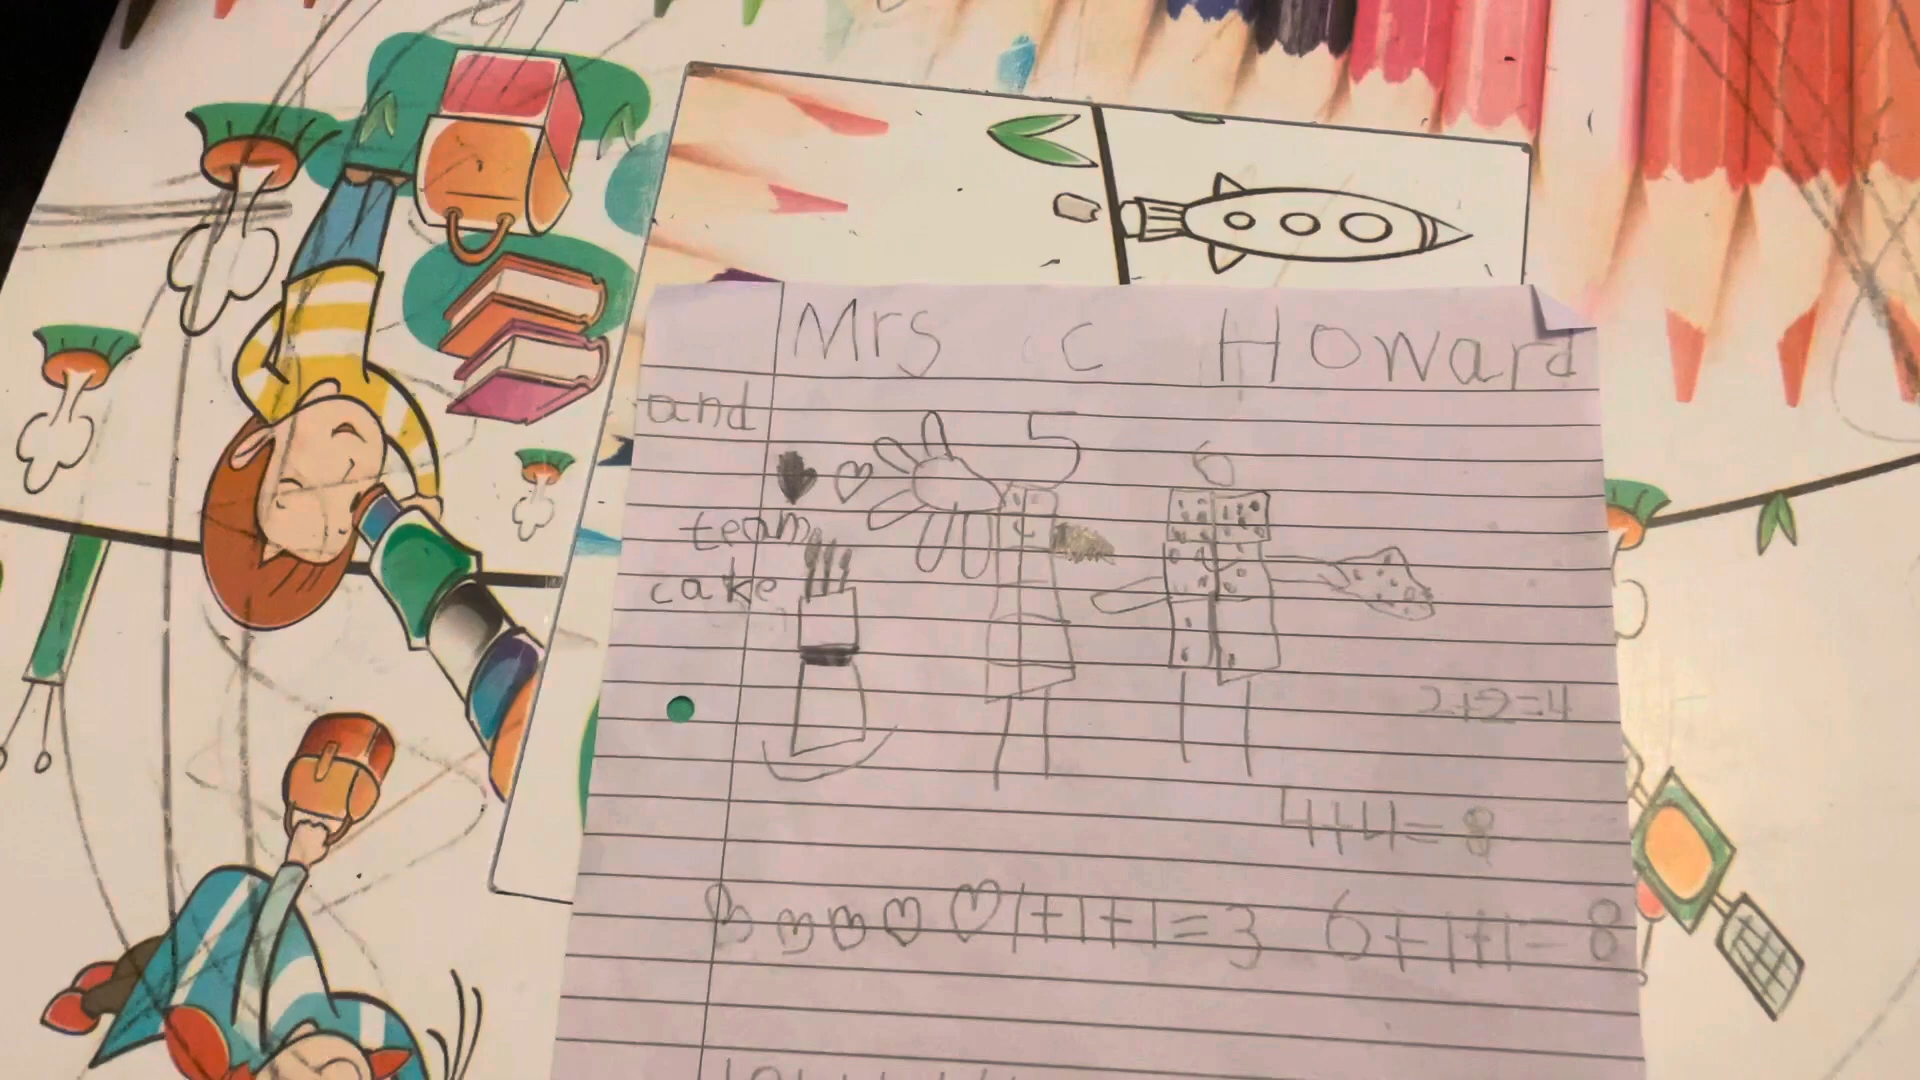 Mrs c Howard
and
5
6
team
cake
2+2=4
4+4=8
1+1+1=3 6+1+1=8